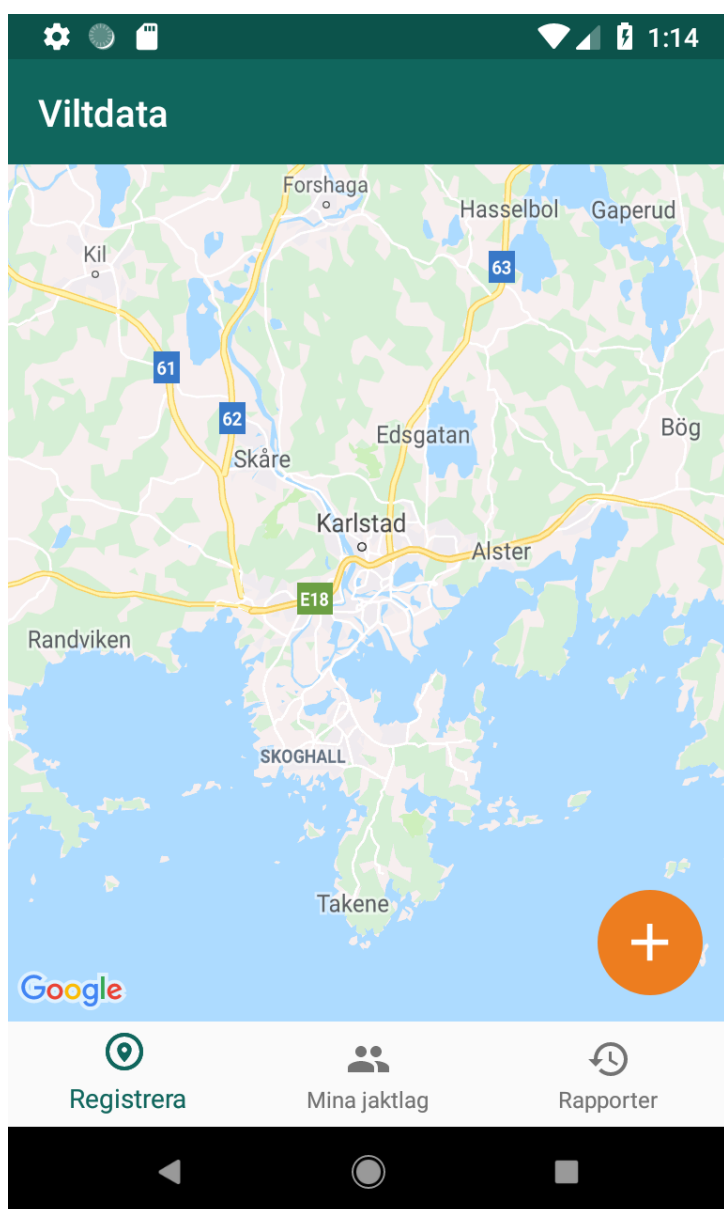 1:14
Viltdata
Forshaga
Hasselbol
Gaperud
Kil
63
61
62
Bög
Edsgatan
Skåre
Karlstad
Alster
E18
Randviken
SKOGHALL
Takene
Google
Registrera
Mina jaktlag
Rapporter